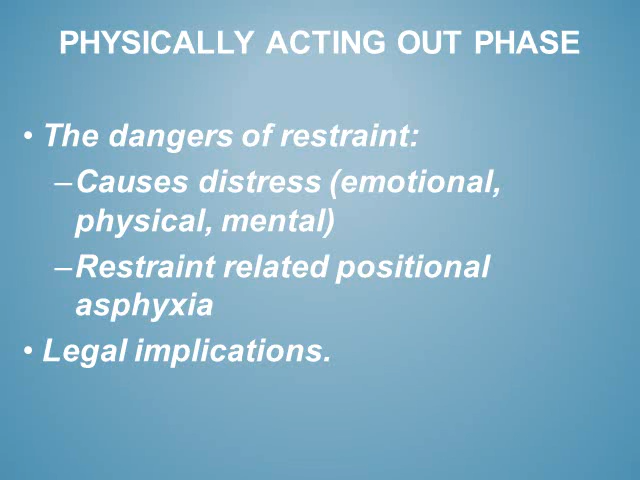 PHYSICALLY ACTING OUT PHASE
• The dangers of restraint:
–Causes distress (emotional,
physical, mental)
–Restraint related positional
asphyxia
• Legal implications.